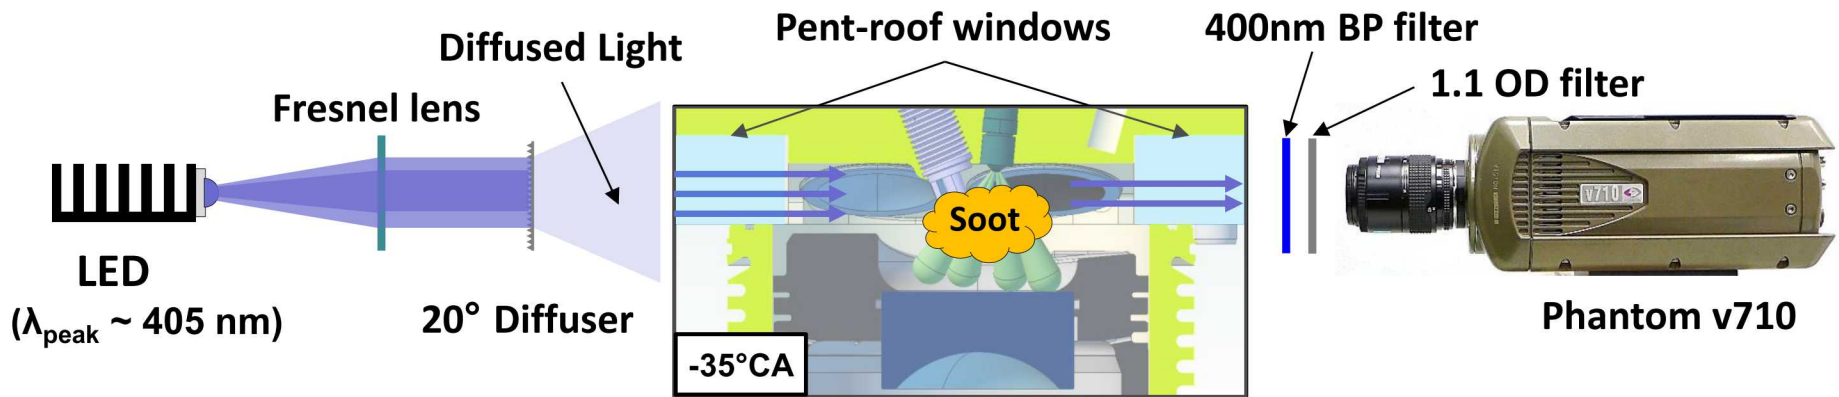 Diffused Light
Pent-roof windows
400nm BP filter
1.1 OD filter
Fresnel lens
Soot
v710
LED
(λpeak ~ 405 nm)
20° Diffuser
-35°CA
Phantom v710